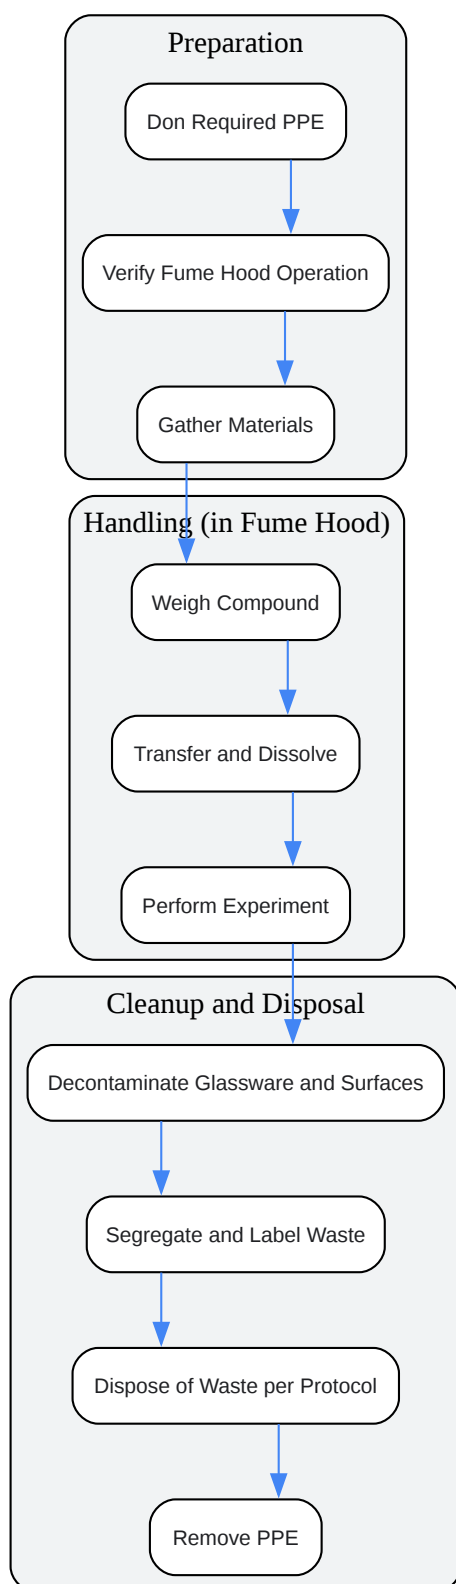 Preparation
Don Required PPE
Verify Fume Hood Operation
Gather Materials
Handling (in Fume Hood)
Weigh Compound
Transfer and Dissolve
Perform Experiment
Cleanup and Disposal
Decontaminate Glassware and Surfaces
Segregate and Label Waste
Dispose of Waste per Protocol
Remove PPE